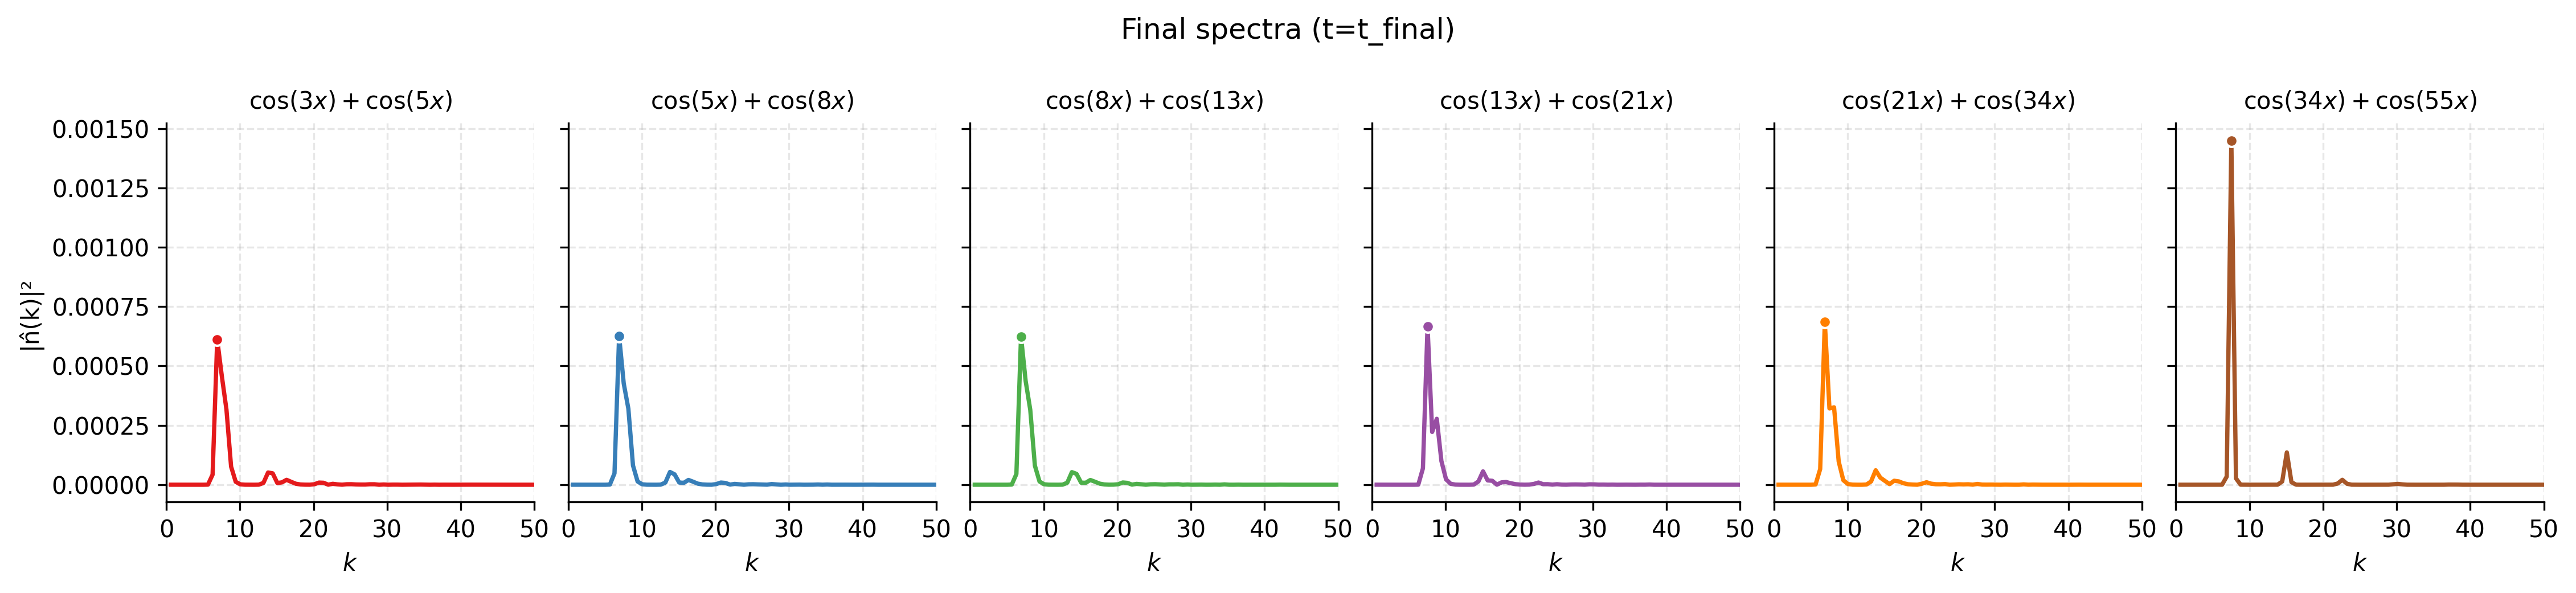 Final spectra (t=t_final)
cos(3x) + cos(5x)
cos(5x) + cos(8x)
cos(8x) + cos(13x)
cos(13x) + cos(21x)
cos(21x) + cos(34x)
cos(34x) + cos(55x)
|n̂(k)|²
0.00150
0.00125
0.00100
0.00075
0.00050
0.00025
0.00000
0 10 20 30 40 50
0 10 20 30 40 50
0 10 20 30 40 50
0 10 20 30 40 50
0 10 20 30 40 50
0 10 20 30 40 50
k
k
k
k
k
k